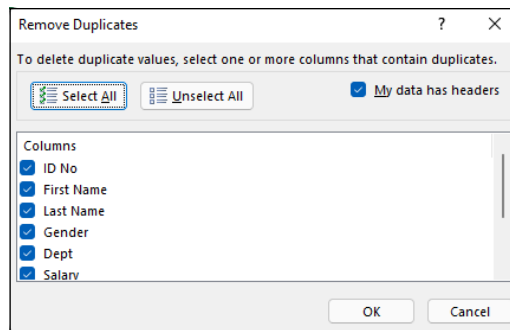 Remove Duplicates ? ×
To delete duplicate values, select one or more columns that contain duplicates.
Select All Unselect All My data has headers
Columns
ID No
First Name
Last Name
Gender
Dept
Salary
OK Cancel